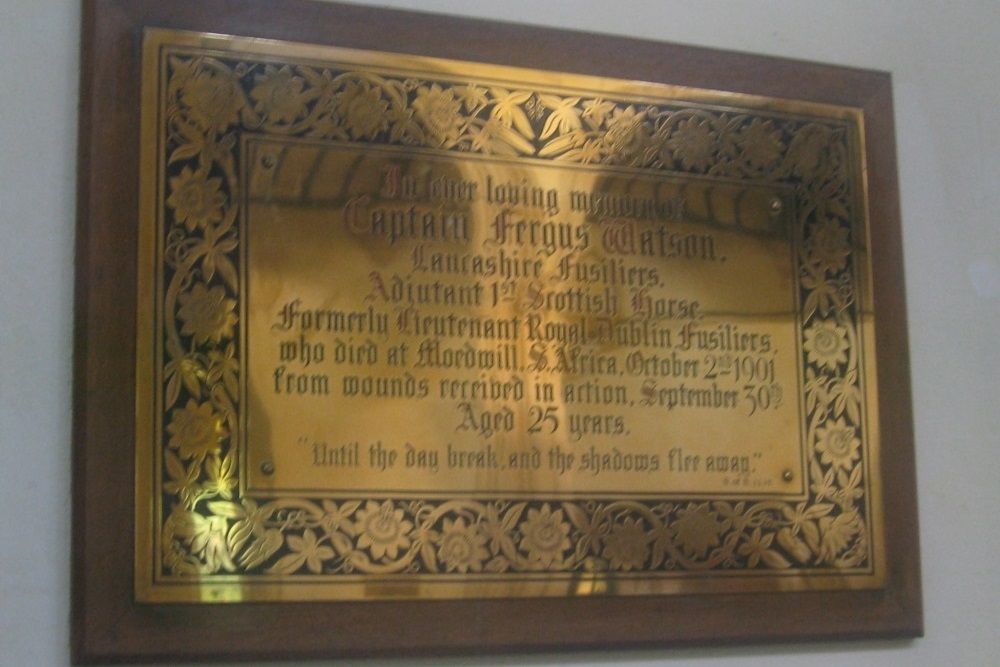 In ever loving memory of
Captain Fergus Watson.
Lancashire Fusiliers.
Adjutant 1st Scottish Horse.
Formerly Lieutenant Royal Dublin Fusiliers.
who died at Moedwill, S. Africa, October 2nd 1901
from wounds received in action, September 30th
Aged 25 years.
"Until the day break, and the shadows flee away."